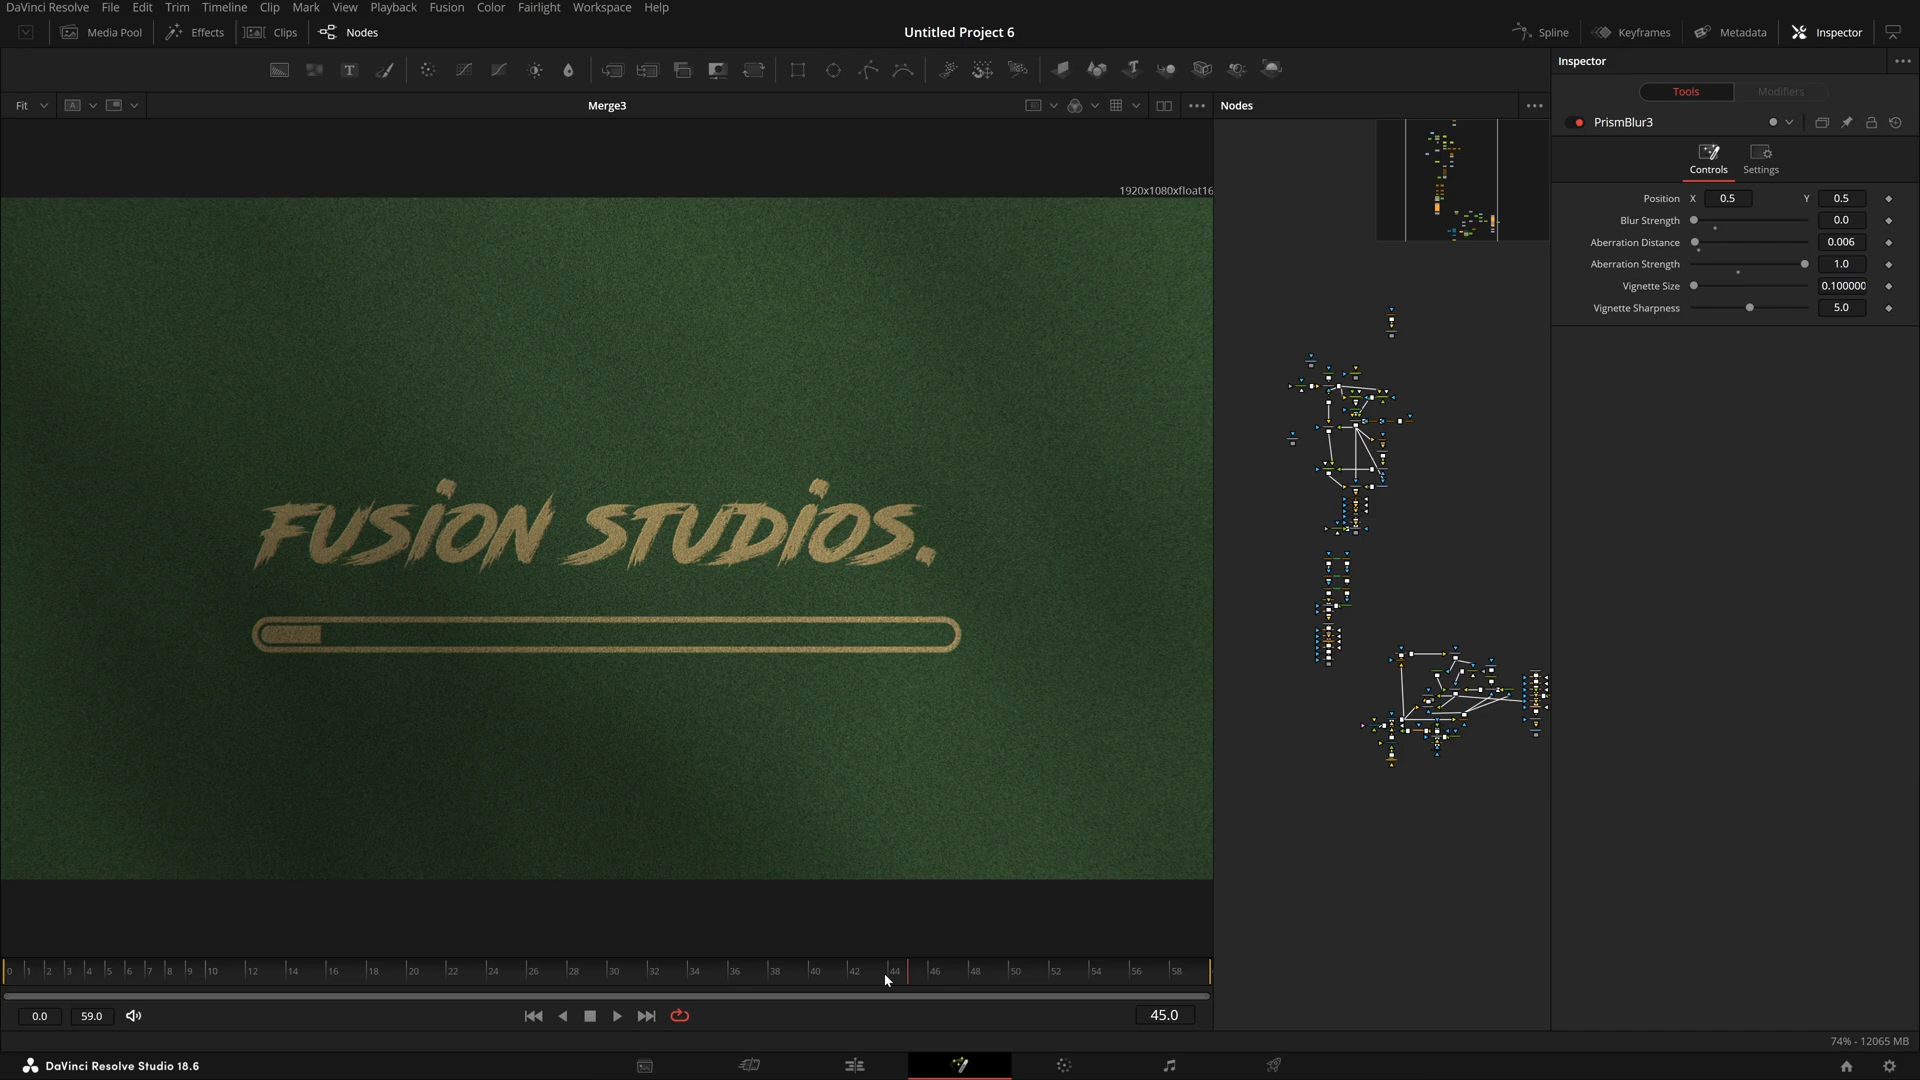 DaVinci Resolve File Edit Trim Timeline Clip Mark View Playback Fusion Color Fairlight Workspace Help
Media Pool Effects Clips Nodes Untitled Project 6 Spline Keyframes Metadata Inspector
T
Inspector
Fit A Merge3 Nodes
Tools Modifiers
PrismBlur3
Controls Settings
1920x1080xfloat16
Position X 0.5 Y 0.5
Blur Strength 0.0
Aberration Distance 0.006
Aberration Strength 1.0
Vignette Size 0.100000
Vignette Sharpness 5.0
FUSION STUDIOS.
0 1 2 3 4 5 6 7 8 9 10 12 14 16 18 20 22 24 26 28 30 32 34 36 38 40 42 44 46 48 50 52 54 56 58
0.0 59.0 45.0
74% - 12065 MB
DaVinci Resolve Studio 18.6